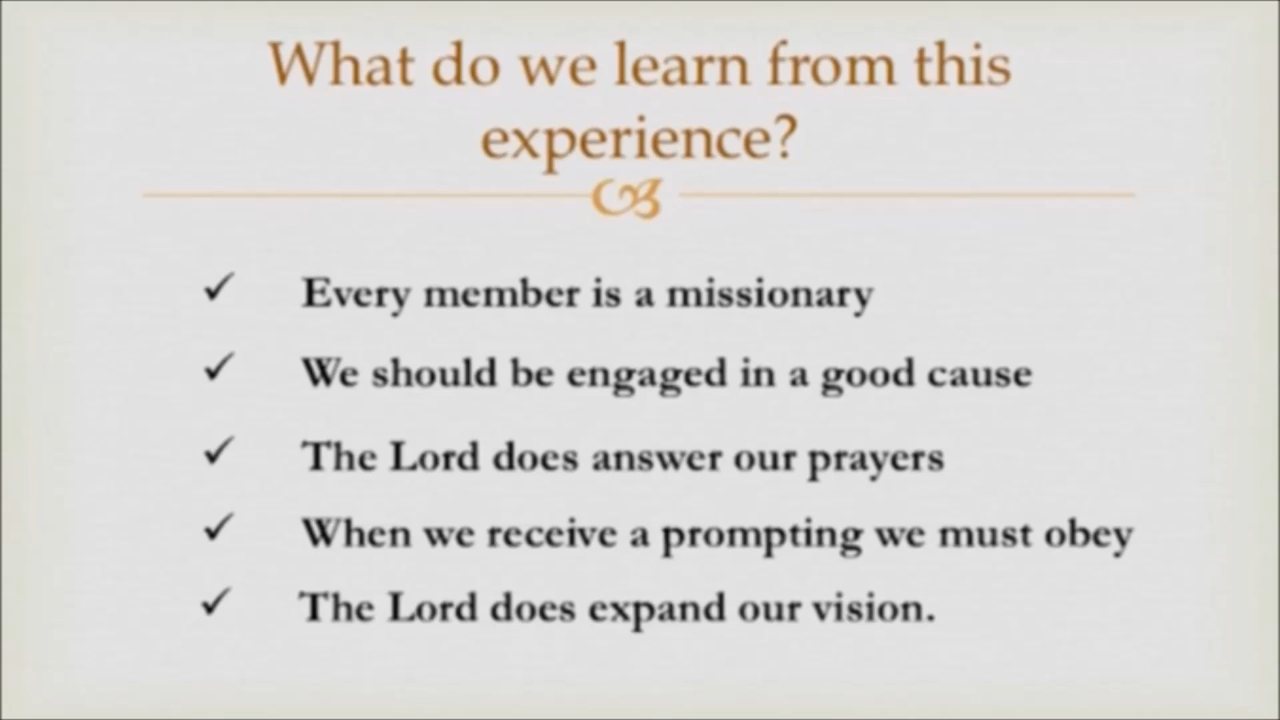 What do we learn from this
experience?
✓ Every member is a missionary
✓ We should be engaged in a good cause
✓ The Lord does answer our prayers
✓ When we receive a prompting we must obey
✓ The Lord does expand our vision.